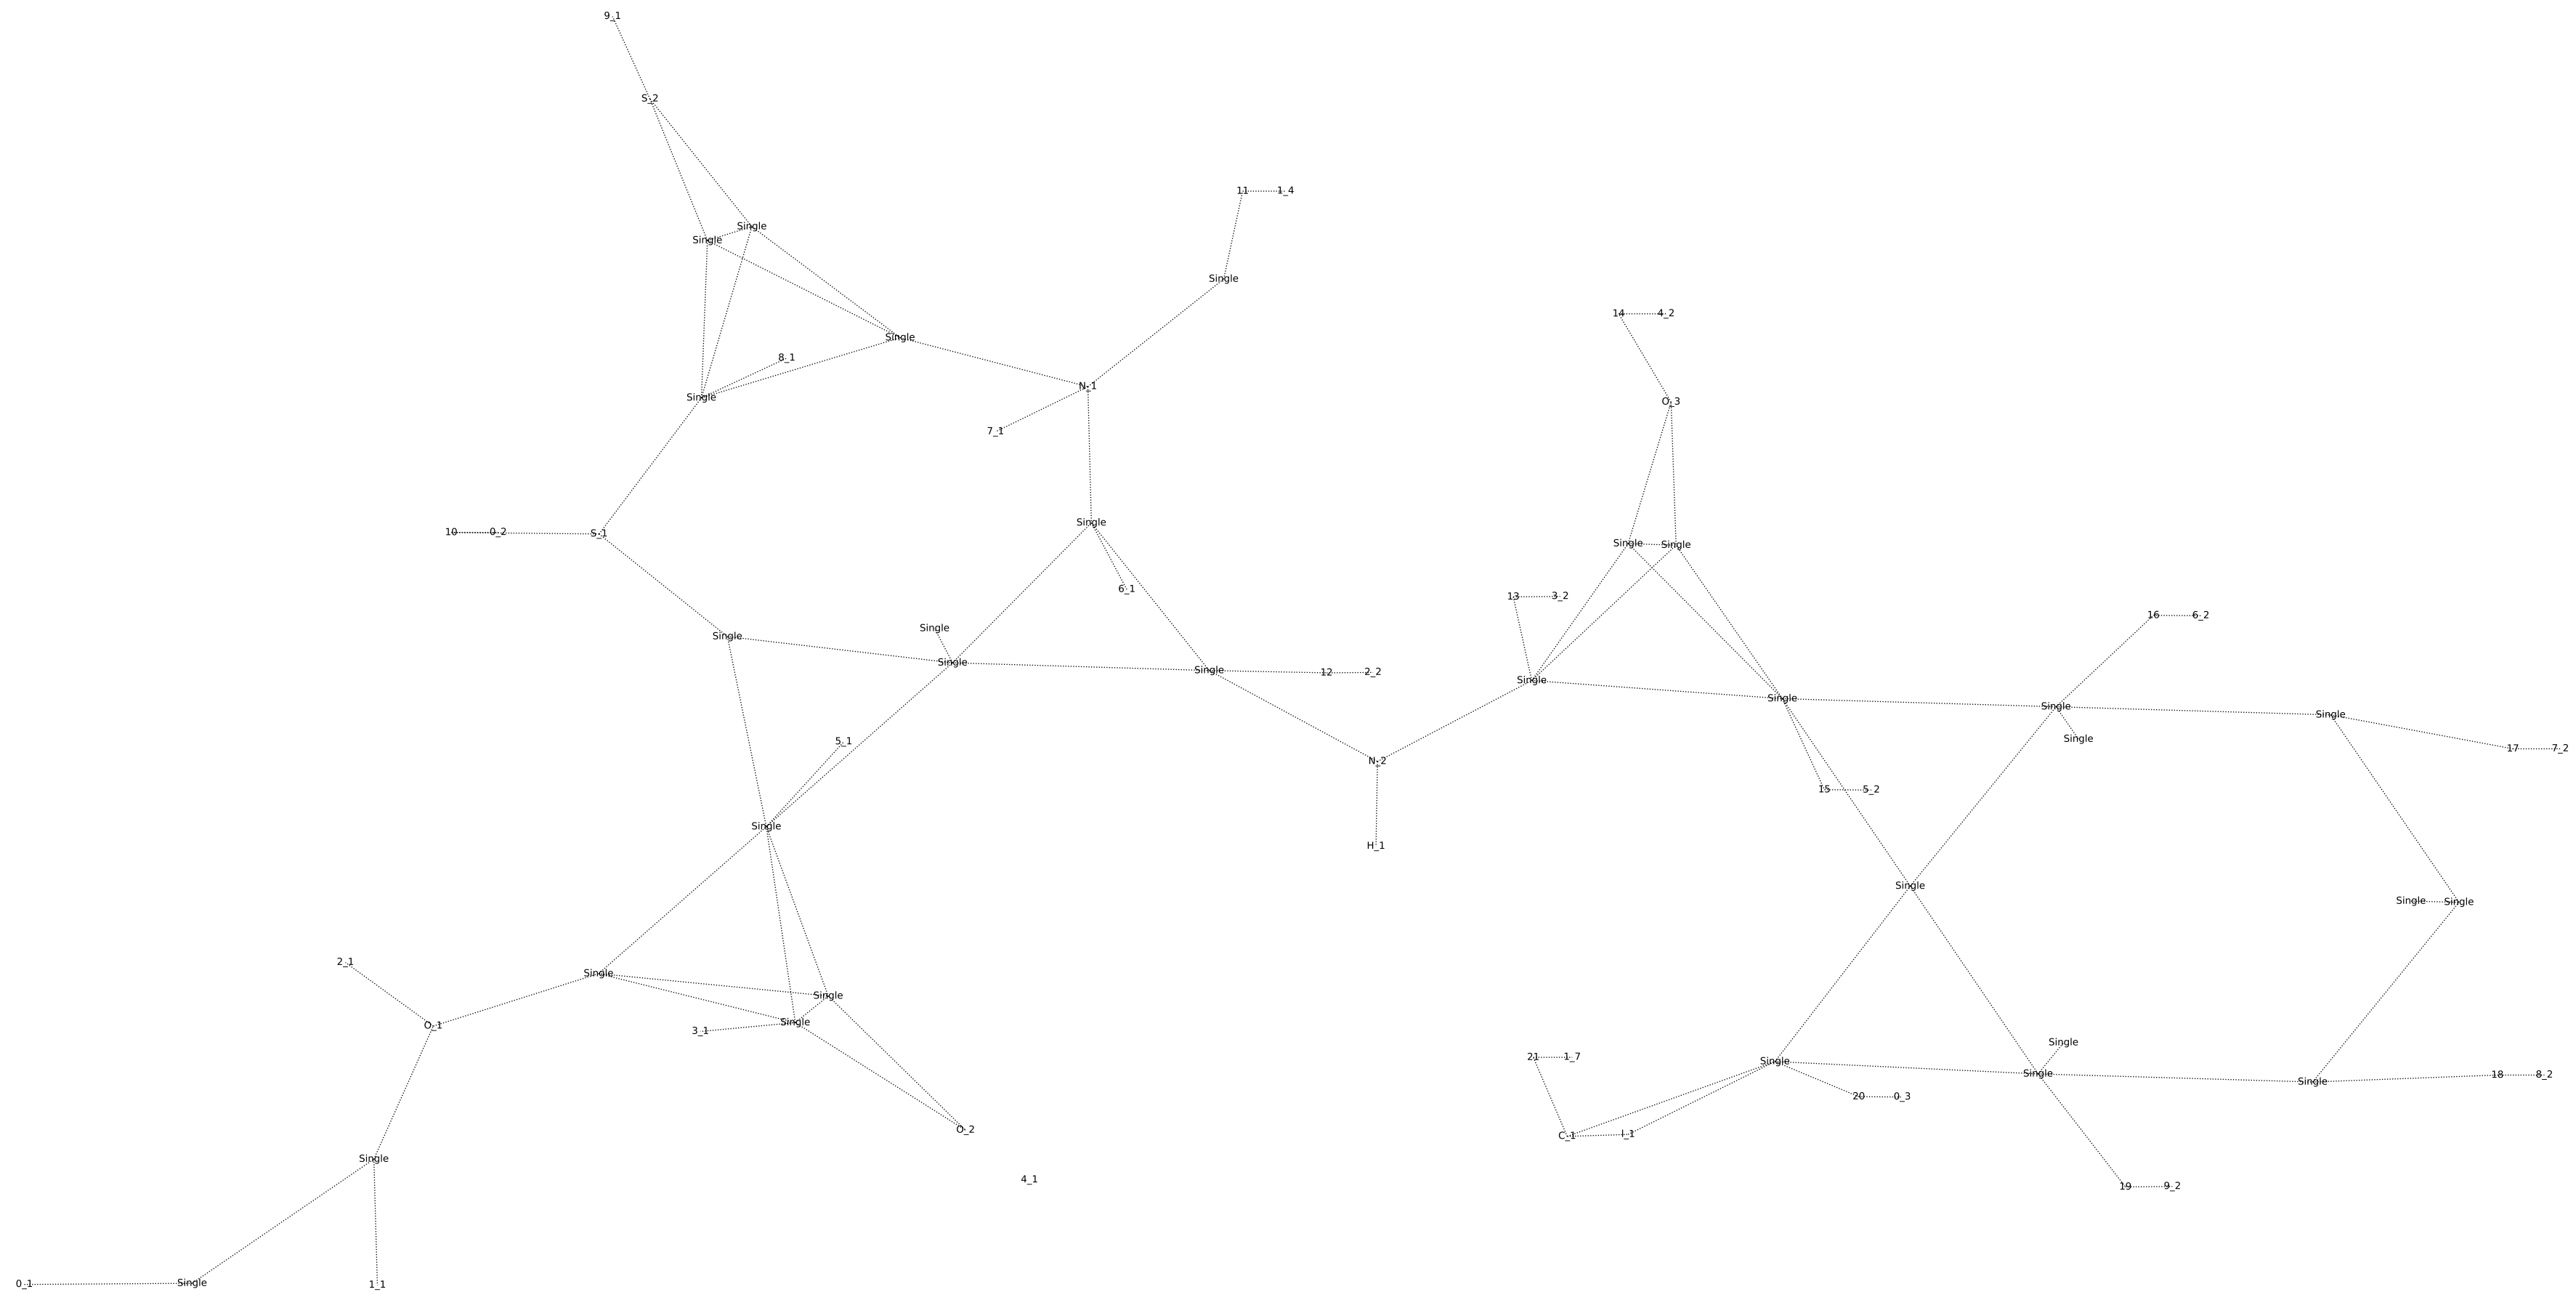 9_1
S_2
11 1_4
Single
Single
Single
14 4_2
Single
8_1
N_1
Single
O_3
7_1
Single
10 0_2
S_1
Single
Single
6_1
13 3_2
16 6_2
Single
Single
Single
Single
12 2_2
Single
Single
Single
Single
Single
5_1
17 7_2
N_2
15 5_2
Single
H_1
Single
Single
Single
2_1
Single
Single
O_1
Single
3_1
Single
21 1_7
Single
Single
18 8_2
Single
20 0_3
O_2
C_1
I_1
Single
4_1
19 9_2
0_1
Single
1_1